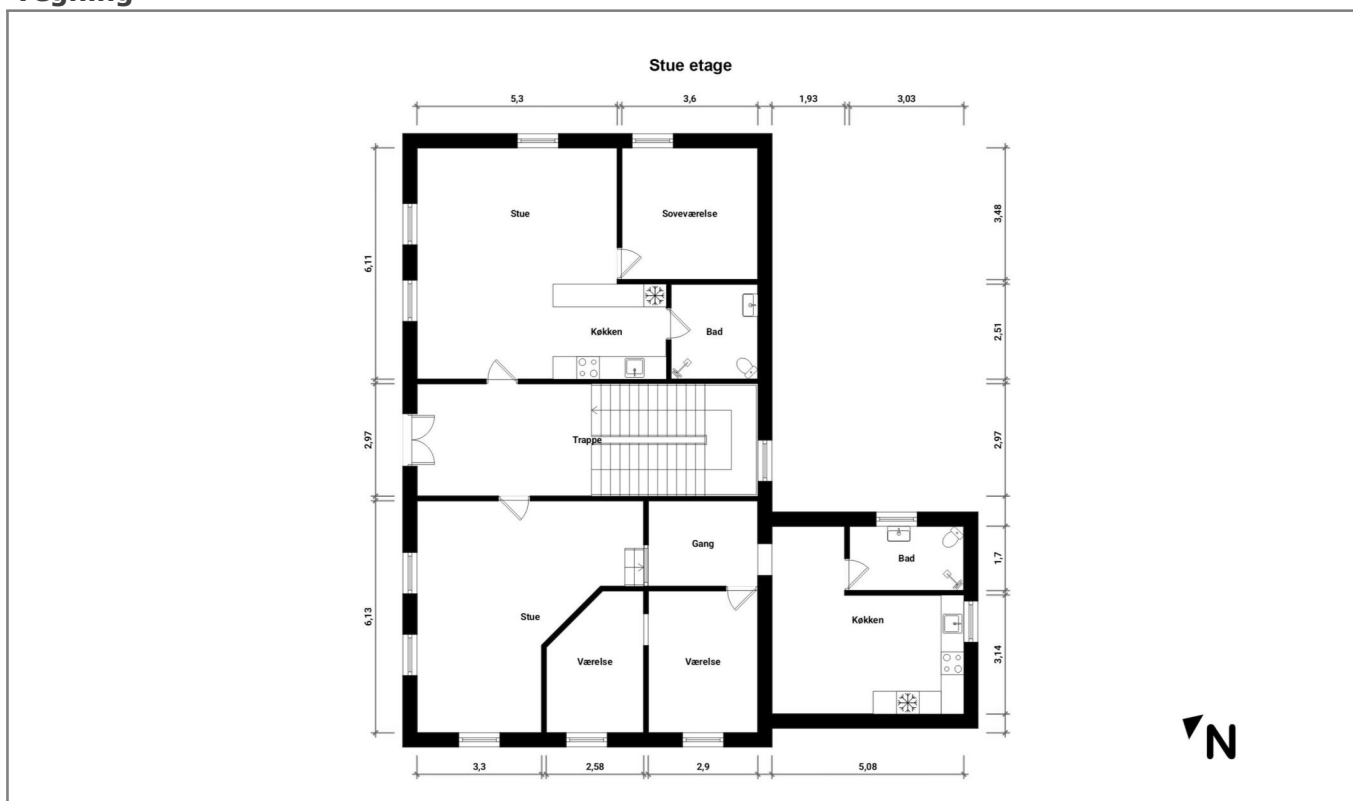 Stue etage
5,3
3,6
1,93
3,03
Stue
Soveværelse
6,11
3,48
Køkken
Bad
2,51
Trappe
2,97
2,97
Gang
Bad
1,7
Stue
Køkken
6,13
3,14
Værelse
Værelse
N
3,3
2,58
2,9
5,08